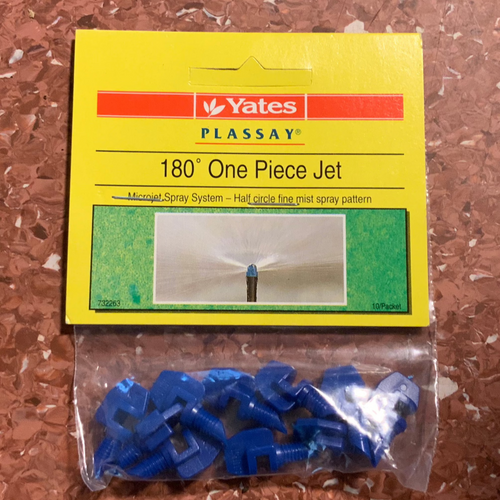 Yates
PLASSAY®
180° One Piece Jet
Microjet Spray System – Half circle fine mist spray pattern
732263
10/Packet